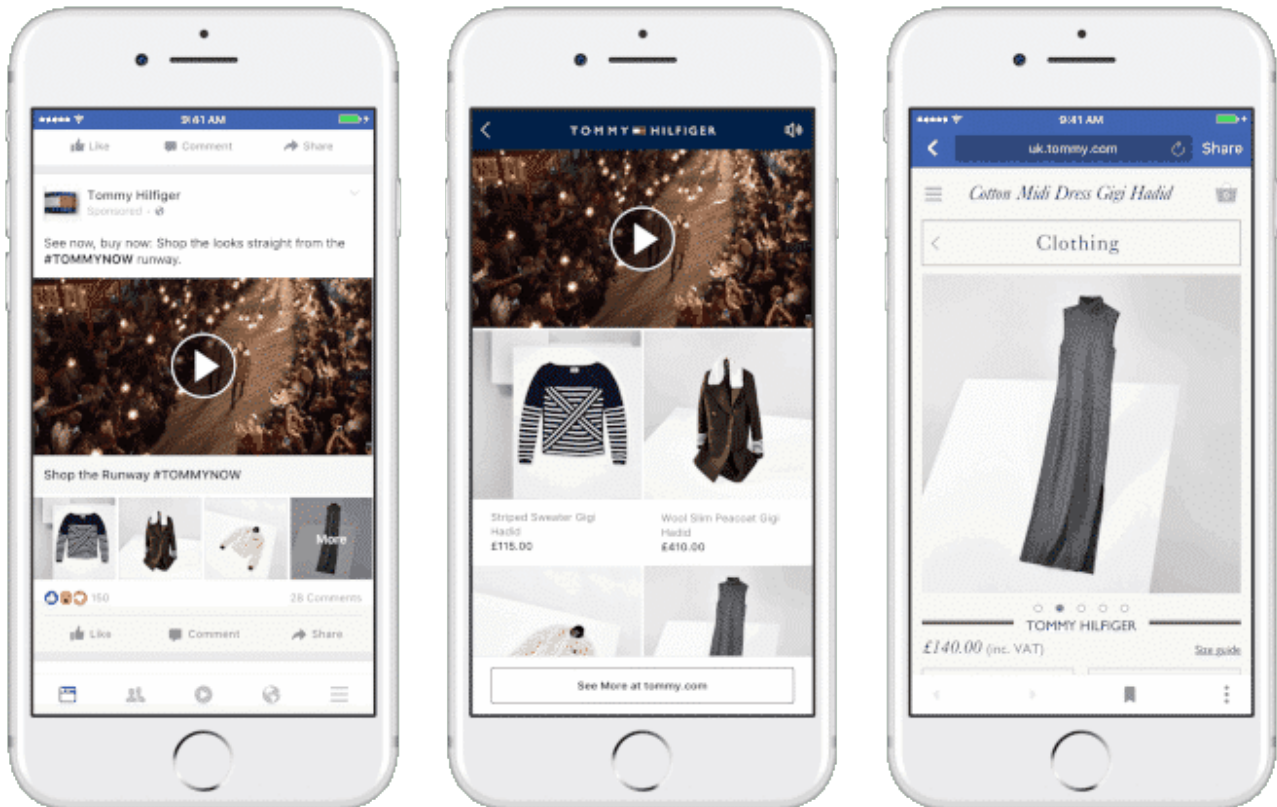 9:41 AM
Like Comment Share
Tommy Hilfiger
Sponsored
See now, buy now: Shop the looks straight from the
#TOMMYNOW runway.
Shop the Runway #TOMMYNOW
More
150 28 Comments
Like Comment Share
TOMMY HILFIGER
Striped Sweater Gigi
Hadid
£115.00
Wool Slim Peacoat Gigi
Hadid
£410.00
See More at tommy.com
9:41 AM
uk.tommy.com Share
Cotton Midi Dress Gigi Hadid
Clothing
TOMMY HILFIGER
£140.00 (inc. VAT) Size guide